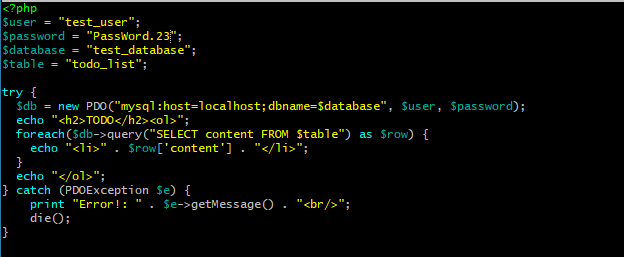 <?php
$user = "test_user";
$password = "PassWord.23";
$database = "test_database";
$table = "todo_list";

try {
  $db = new PDO("mysql:host=localhost;dbname=$database", $user, $password);
  echo "<h2>TODO</h2><ol>";
  foreach($db->query("SELECT content FROM $table") as $row) {
    echo "<li>" . $row['content'] . "</li>";
  }
  echo "</ol>";
} catch (PDOException $e) {
    print "Error!: " . $e->getMessage() . "<br/>";
    die();
}